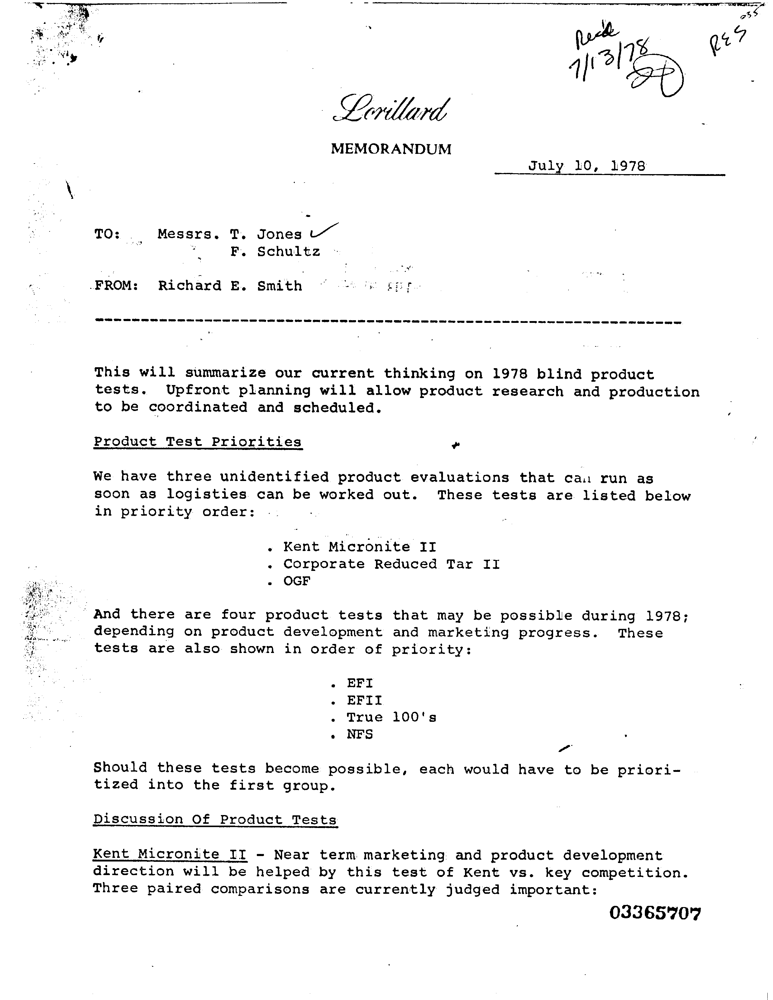 Recd
7/13/78
RES
035
Lorillard
MEMORANDUM
July 10, 1978
TO: Messrs. T. Jones
F. Schultz
FROM: Richard E. Smith
This will summarize our current thinking on 1978 blind product
tests. Upfront planning will allow product research and production
to be coordinated and scheduled.
Product Test Priorities
We have three unidentified product evaluations that can run as
soon as logisties can be worked out. These tests are listed below
in priority order:
. Kent Micronite II
. Corporate Reduced Tar II
. OGF
And there are four product tests that may be possible during 1978;
depending on product development and marketing progress. These
tests are also shown in order of priority:
. EFI
. EFII
. True 100's
. NFS
Should these tests become possible, each would have to be priori-
tized into the first group.
Discussion Of Product Tests
Kent Micronite II - Near term marketing and product development
direction will be helped by this test of Kent vs. key competition.
Three paired comparisons are currently judged important:
03365707